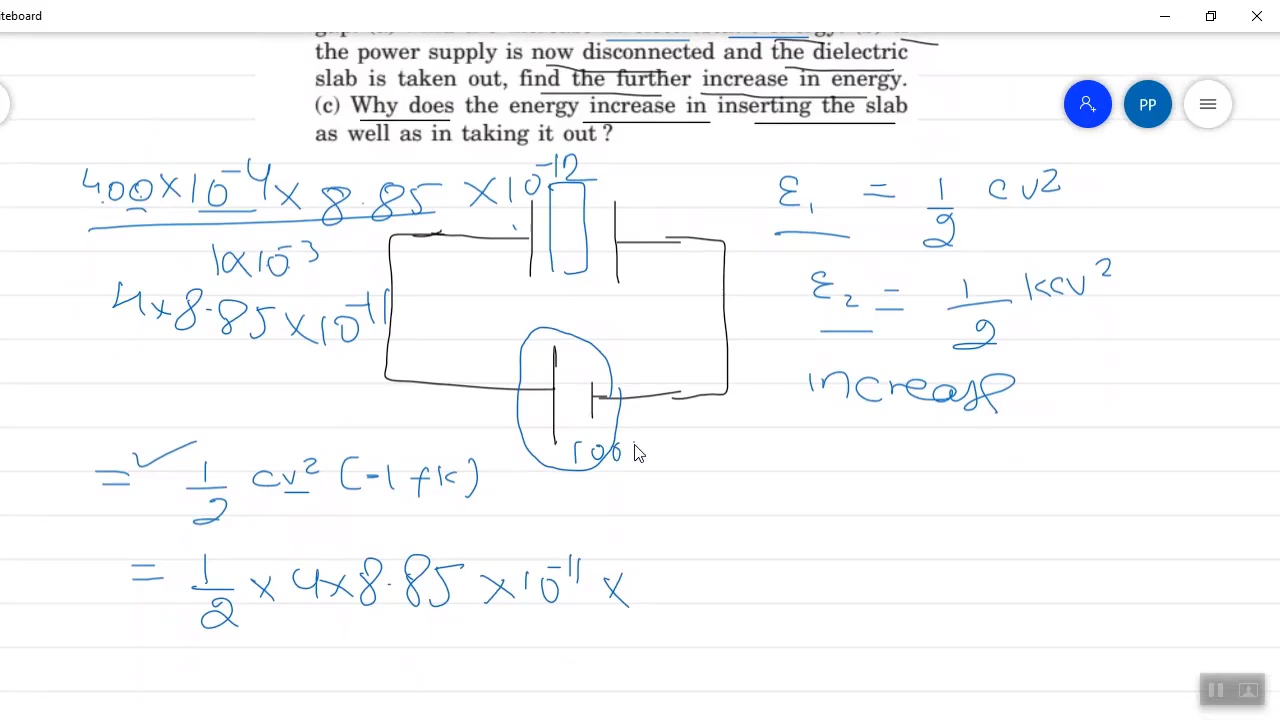 iteboard
the power supply is now disconnected and the dielectric
slab is taken out, find the further increase in energy.
(c) Why does the energy increase in inserting the slab
as well as in taking it out ?
PP
400 × 10⁻⁴ × 8.85 × 10⁻¹²
1×10⁻³
4×8.85×10⁻¹¹
ε₁ = 1/2 cv²
ε₂ = 1/2 kcv²
increase
100
= 1/2 cv² (-1+k)
= 1/2 × 4×8.85 ×10⁻¹¹ ×